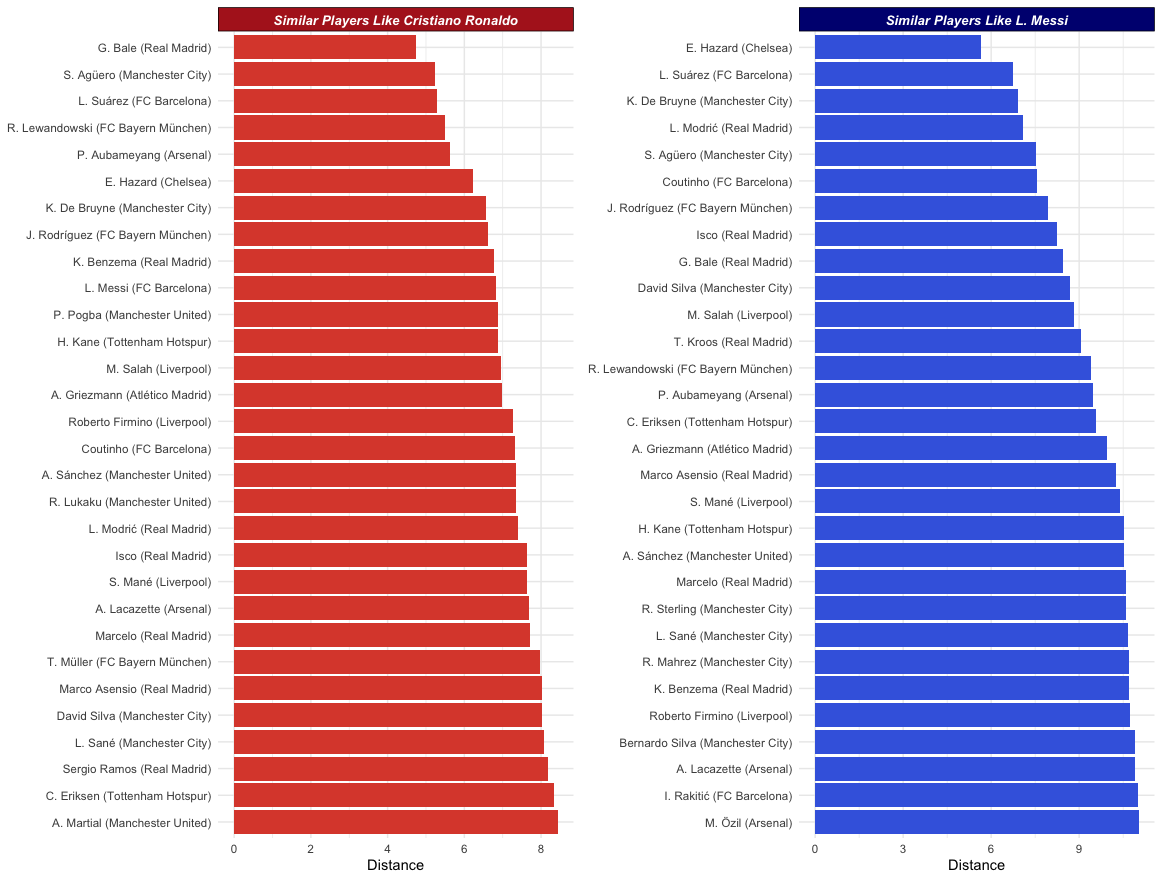 Similar Players Like Cristiano Ronaldo
G. Bale (Real Madrid)
S. Agüero (Manchester City)
L. Suárez (FC Barcelona)
R. Lewandowski (FC Bayern München)
P. Aubameyang (Arsenal)
E. Hazard (Chelsea)
K. De Bruyne (Manchester City)
J. Rodríguez (FC Bayern München)
K. Benzema (Real Madrid)
L. Messi (FC Barcelona)
P. Pogba (Manchester United)
H. Kane (Tottenham Hotspur)
M. Salah (Liverpool)
A. Griezmann (Atlético Madrid)
Roberto Firmino (Liverpool)
Coutinho (FC Barcelona)
A. Sánchez (Manchester United)
R. Lukaku (Manchester United)
L. Modrić (Real Madrid)
Isco (Real Madrid)
S. Mané (Liverpool)
A. Lacazette (Arsenal)
Marcelo (Real Madrid)
T. Müller (FC Bayern München)
Marco Asensio (Real Madrid)
David Silva (Manchester City)
L. Sané (Manchester City)
Sergio Ramos (Real Madrid)
C. Eriksen (Tottenham Hotspur)
A. Martial (Manchester United)
0 2 4 6 8
Distance
Similar Players Like L. Messi
E. Hazard (Chelsea)
L. Suárez (FC Barcelona)
K. De Bruyne (Manchester City)
L. Modrić (Real Madrid)
S. Agüero (Manchester City)
Coutinho (FC Barcelona)
J. Rodríguez (FC Bayern München)
Isco (Real Madrid)
G. Bale (Real Madrid)
David Silva (Manchester City)
M. Salah (Liverpool)
T. Kroos (Real Madrid)
R. Lewandowski (FC Bayern München)
P. Aubameyang (Arsenal)
C. Eriksen (Tottenham Hotspur)
A. Griezmann (Atlético Madrid)
Marco Asensio (Real Madrid)
S. Mané (Liverpool)
H. Kane (Tottenham Hotspur)
A. Sánchez (Manchester United)
Marcelo (Real Madrid)
R. Sterling (Manchester City)
L. Sané (Manchester City)
R. Mahrez (Manchester City)
K. Benzema (Real Madrid)
Roberto Firmino (Liverpool)
Bernardo Silva (Manchester City)
A. Lacazette (Arsenal)
I. Rakitić (FC Barcelona)
M. Özil (Arsenal)
0 3 6 9
Distance